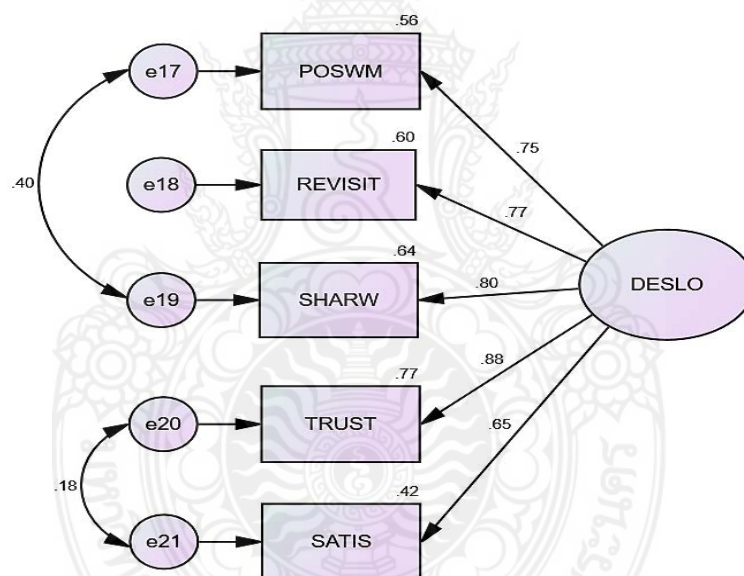 .56
e17 POSWM
.75
.60
.40 e18 REVISIT
.77
.64
e19 SHARW .80 DESLO
.77 .88
e20 TRUST
.65
.18 .42
e21 SATIS